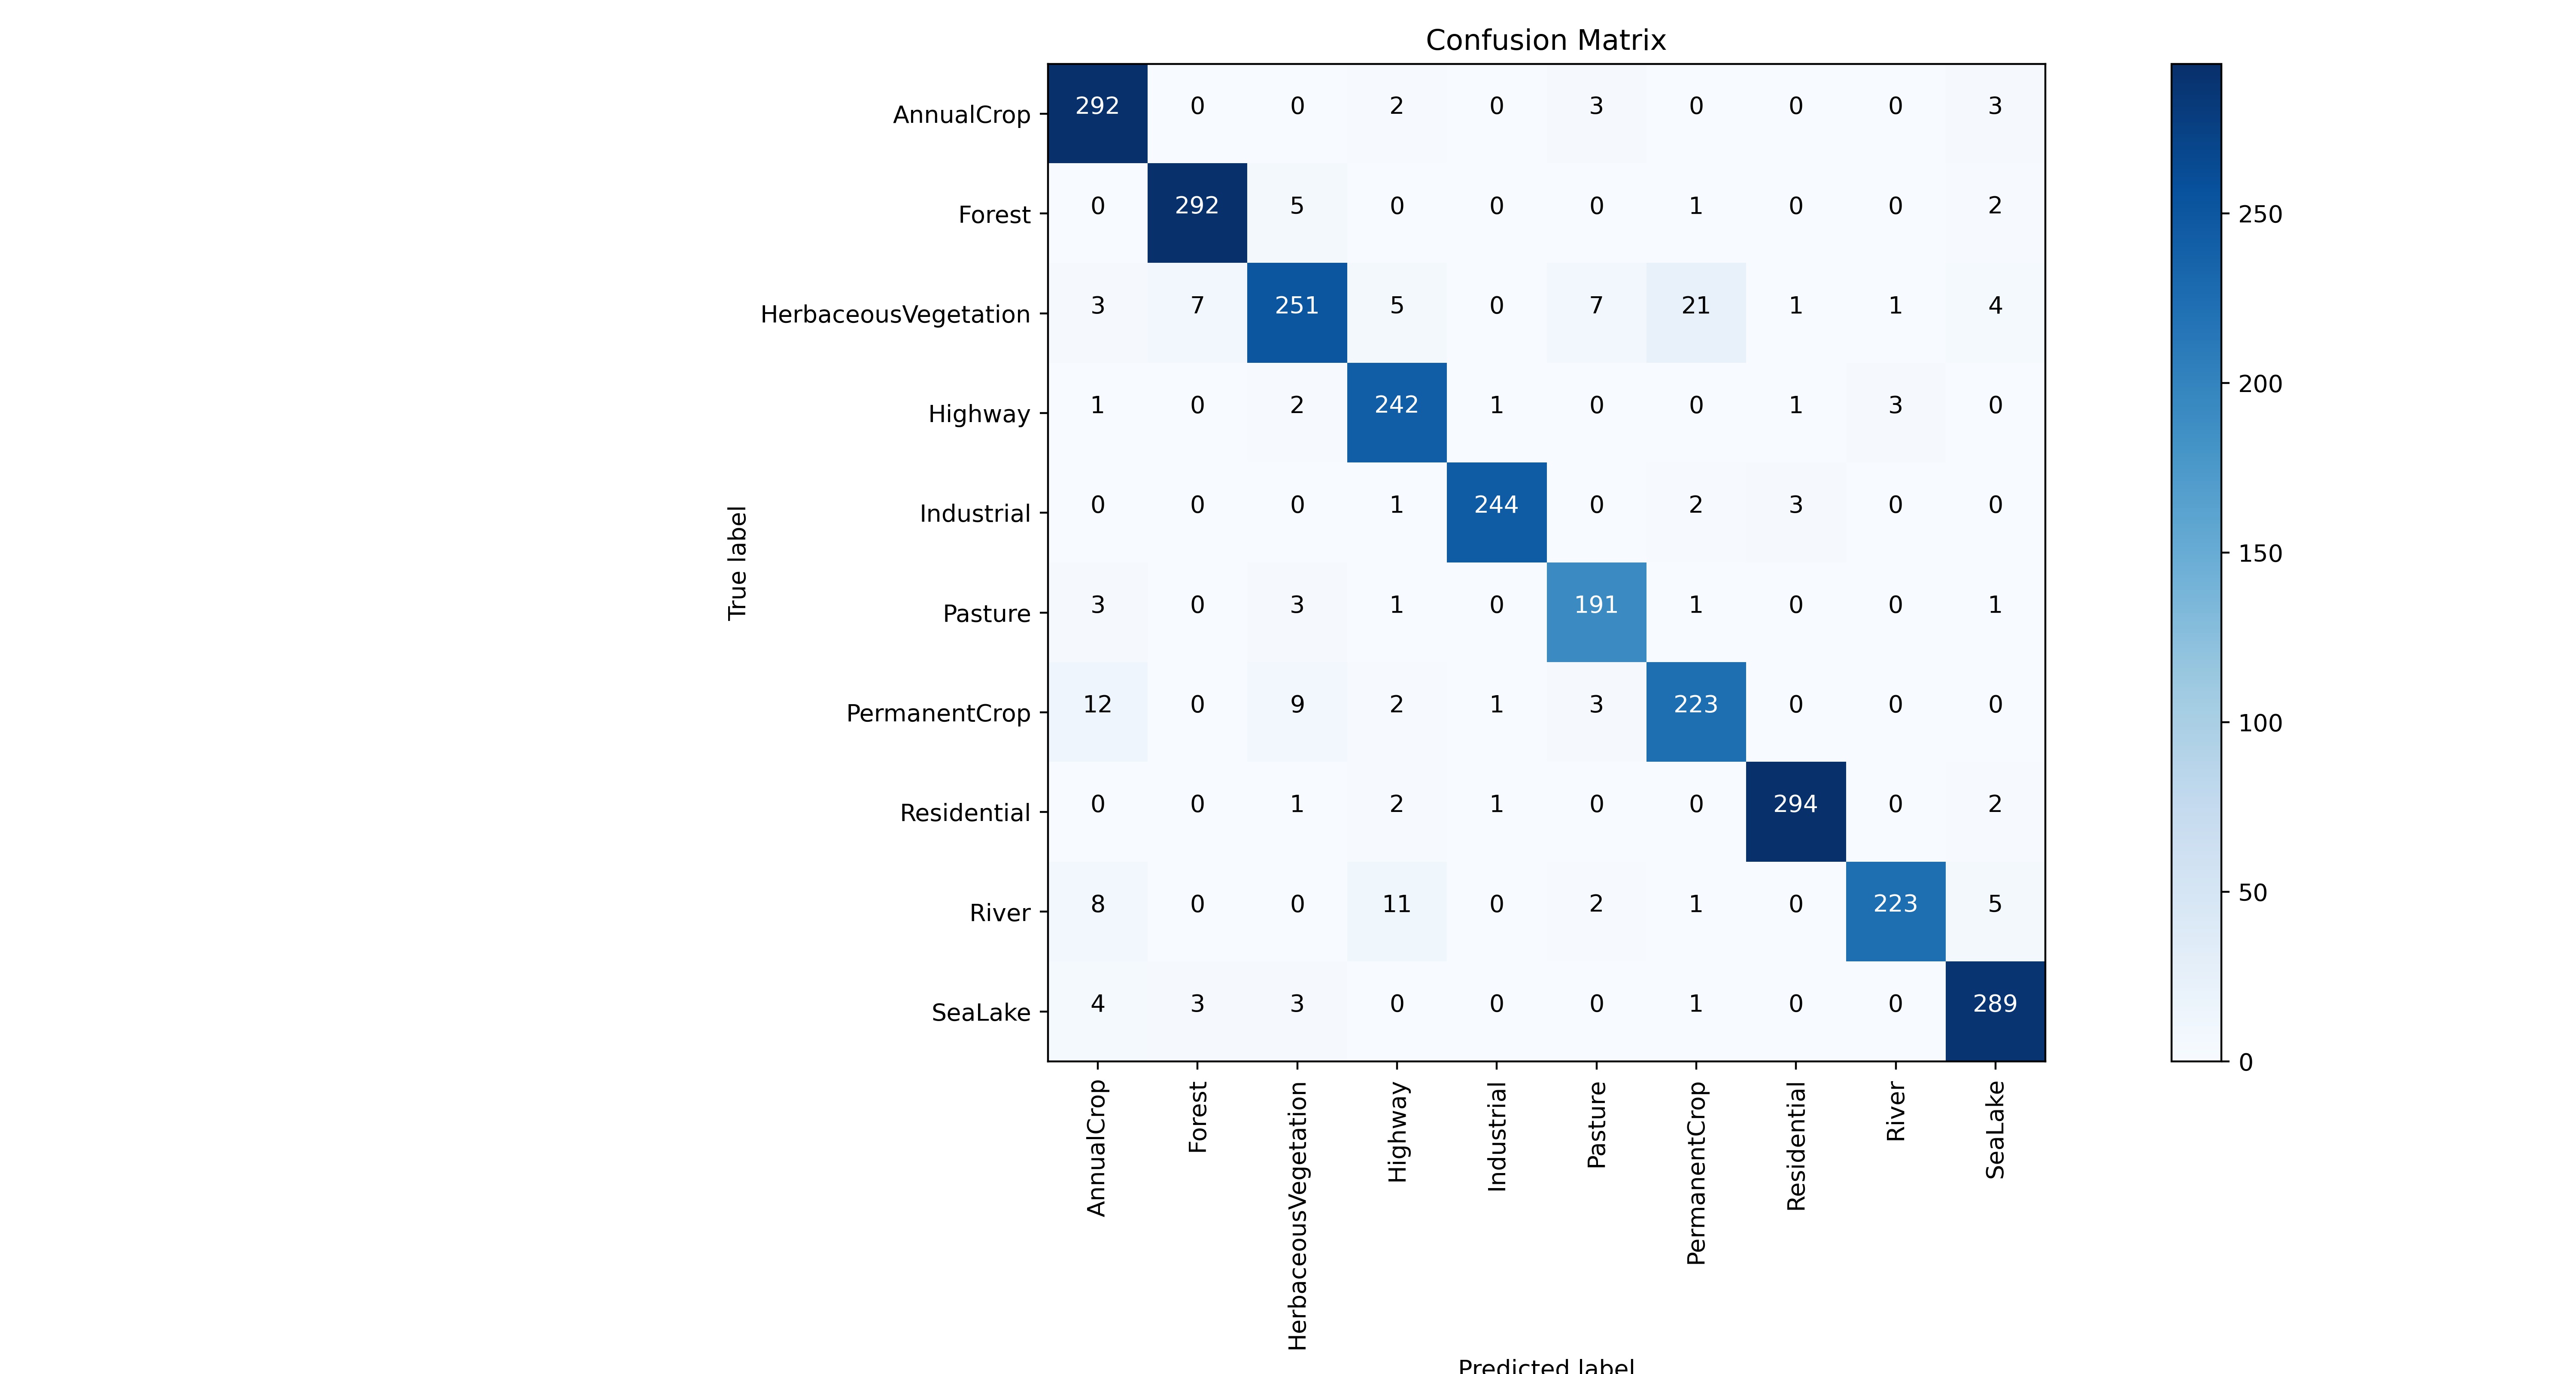 Confusion Matrix
AnnualCrop 292 0 0 2 0 3 0 0 0 3
Forest 0 292 5 0 0 0 1 0 0 2
HerbaceousVegetation 3 7 251 5 0 7 21 1 1 4
Highway 1 0 2 242 1 0 0 1 3 0
Industrial 0 0 0 1 244 0 2 3 0 0
Pasture 3 0 3 1 0 191 1 0 0 1
PermanentCrop 12 0 9 2 1 3 223 0 0 0
Residential 0 0 1 2 1 0 0 294 0 2
River 8 0 0 11 0 2 1 0 223 5
SeaLake 4 3 3 0 0 0 1 0 0 289
True label
AnnualCrop
Forest
HerbaceousVegetation
Highway
Industrial
Pasture
PermanentCrop
Residential
River
SeaLake
Predicted label
250
200
150
100
50
0